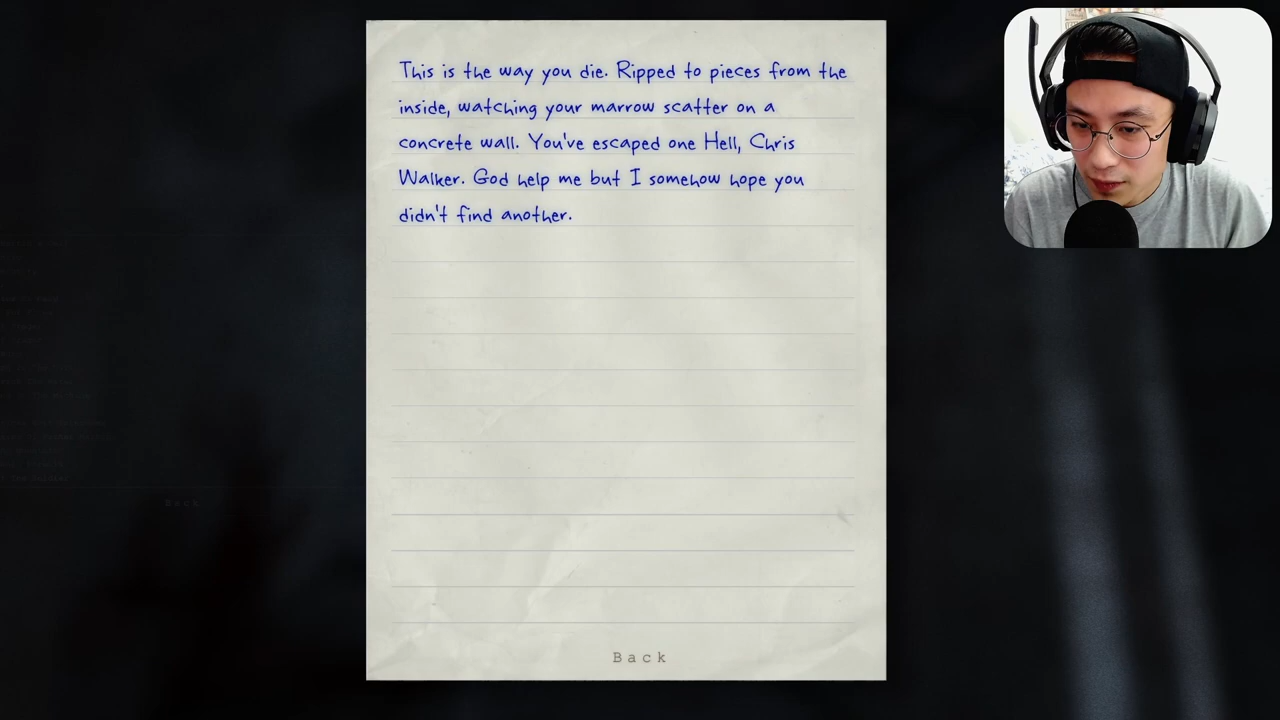 This is the way you die. Ripped to pieces from the
inside, watching your marrow scatter on a
concrete wall. You've escaped one Hell, Chris
Walker. God help me but I somehow hope you
didn't find another.
Back
Back